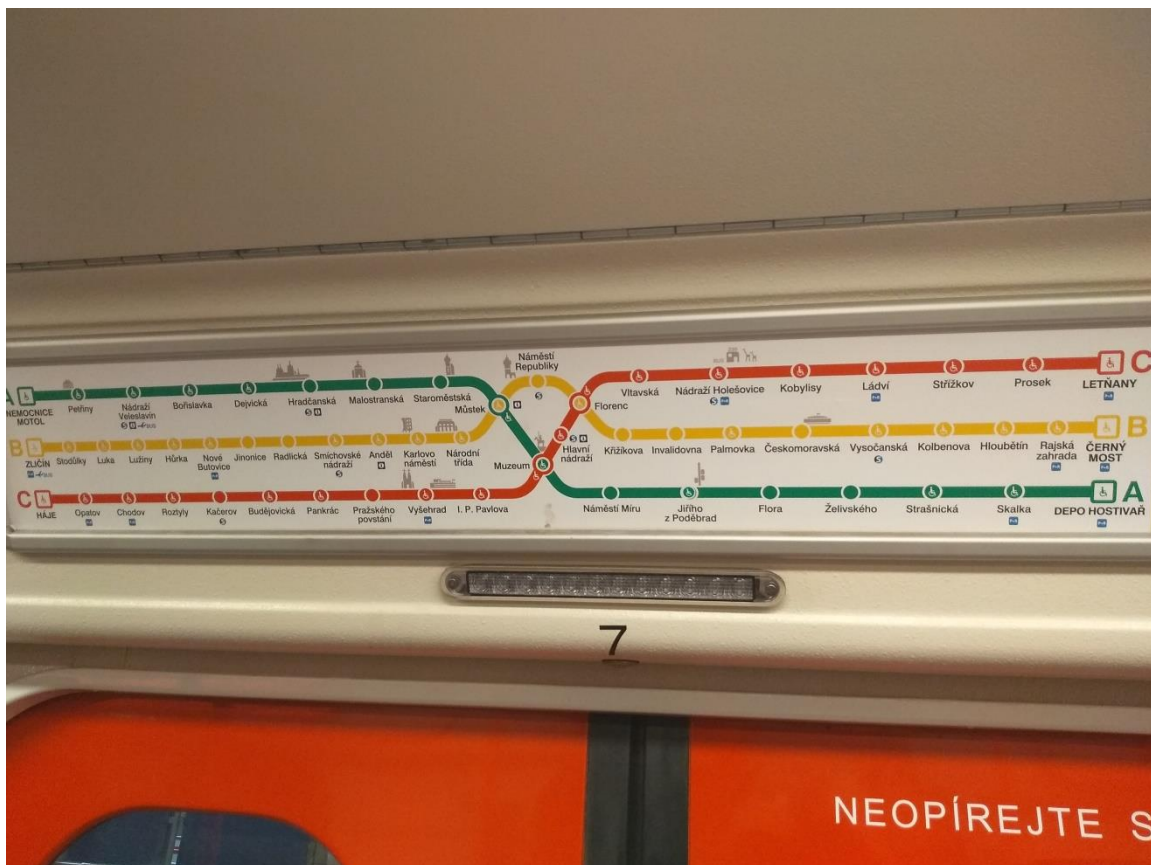 A
NEMOCNICE
MOTOL
Petřiny
Nádraží
Veleslavín
Bořislavka
Dejvická
Hradčanská
Malostranská
Staroměstská
Můstek
Muzeum
Náměstí Míru
Jiřího
z Poděbrad
Flora
Želivského
Strašnická
Skalka
P+R
DEPO HOSTIVAŘ
P+R
A
B
ZLIČÍN
Stodůlky
Luka
Lužiny
Hůrka
Nové
Butovice
Jinonice
Radlická
Smíchovské
nádraží
Anděl
Karlovo
náměstí
Národní
třída
Náměstí
Republiky
Florenc
Křižíkova
Invalidovna
Palmovka
Českomoravská
Vysočanská
Kolbenova
Hloubětín
Rajská
zahrada
P+R
ČERNÝ
MOST
P+R
B
C
HÁJE
Opatov
Chodov
Roztyly
Kačerov
Budějovická
Pankrác
Pražského
povstání
Vyšehrad
I. P. Pavlova
Hlavní
nádraží
Vltavská
Nádraží Holešovice
Kobylisy
Ládví
Střížkov
Prosek
LETŇANY
P+R
C
7
NEOPÍREJTE S